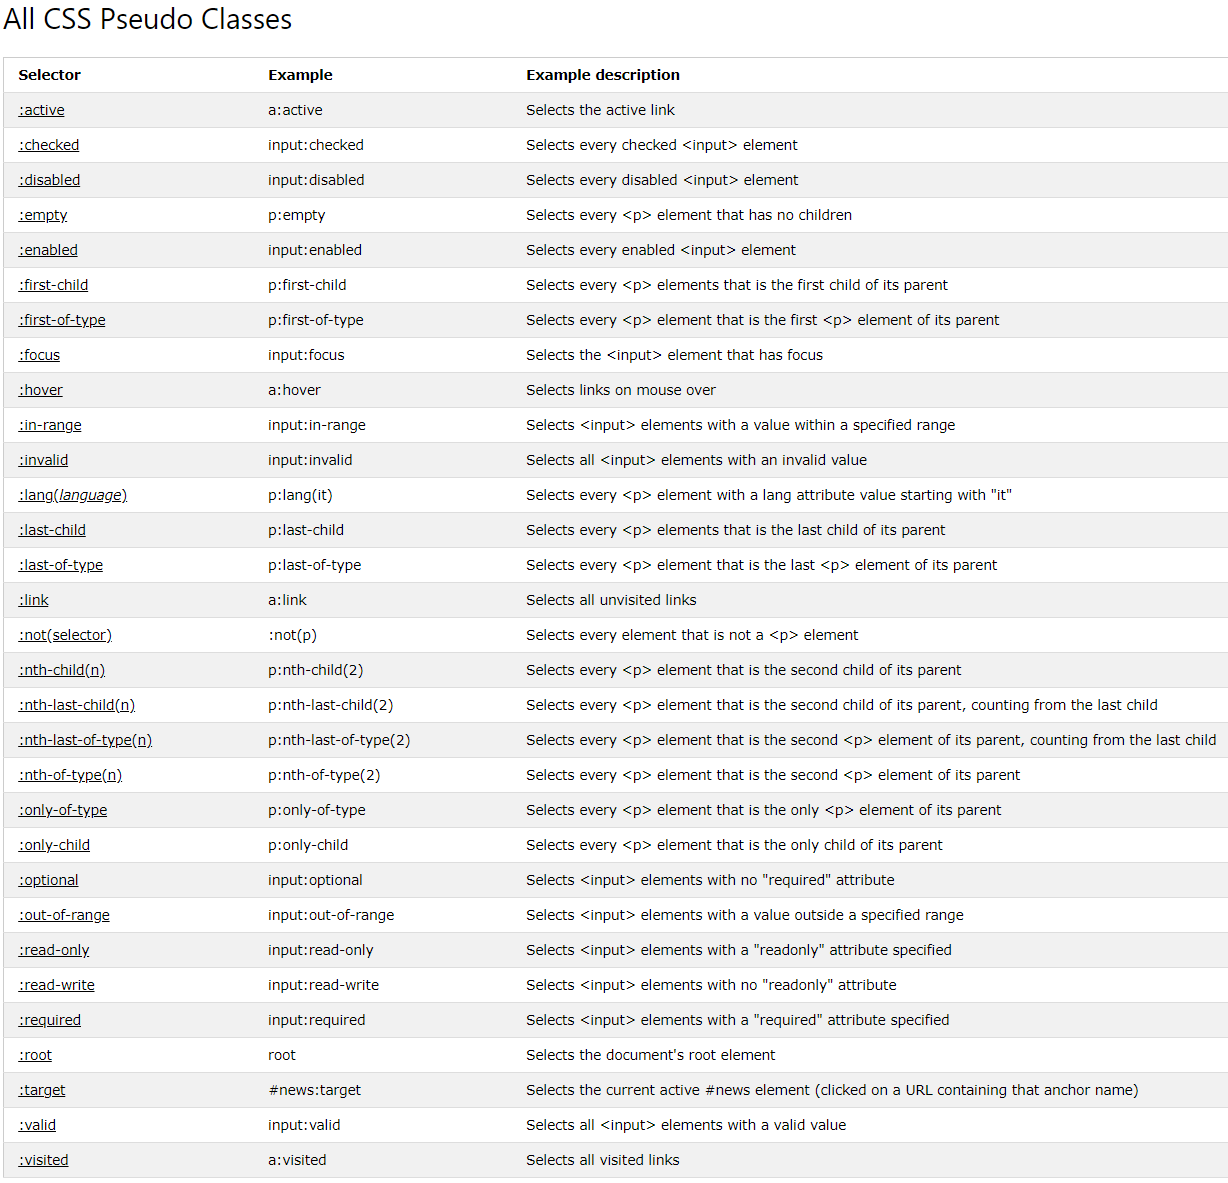 All CSS Pseudo Classes
Selector Example Example description
:active a:active Selects the active link
:checked input:checked Selects every checked <input> element
:disabled input:disabled Selects every disabled <input> element
:empty p:empty Selects every <p> element that has no children
:enabled input:enabled Selects every enabled <input> element
:first-child p:first-child Selects every <p> elements that is the first child of its parent
:first-of-type p:first-of-type Selects every <p> element that is the first <p> element of its parent
:focus input:focus Selects the <input> element that has focus
:hover a:hover Selects links on mouse over
:in-range input:in-range Selects <input> elements with a value within a specified range
:invalid input:invalid Selects all <input> elements with an invalid value
:lang(language) p:lang(it) Selects every <p> element with a lang attribute value starting with "it"
:last-child p:last-child Selects every <p> elements that is the last child of its parent
:last-of-type p:last-of-type Selects every <p> element that is the last <p> element of its parent
:link a:link Selects all unvisited links
:not(selector) :not(p) Selects every element that is not a <p> element
:nth-child(n) p:nth-child(2) Selects every <p> element that is the second child of its parent
:nth-last-child(n) p:nth-last-child(2) Selects every <p> element that is the second child of its parent, counting from the last child
:nth-last-of-type(n) p:nth-last-of-type(2) Selects every <p> element that is the second <p> element of its parent, counting from the last child
:nth-of-type(n) p:nth-of-type(2) Selects every <p> element that is the second <p> element of its parent
:only-of-type p:only-of-type Selects every <p> element that is the only <p> element of its parent
:only-child p:only-child Selects every <p> element that is the only child of its parent
:optional input:optional Selects <input> elements with no "required" attribute
:out-of-range input:out-of-range Selects <input> elements with a value outside a specified range
:read-only input:read-only Selects <input> elements with a "readonly" attribute specified
:read-write input:read-write Selects <input> elements with no "readonly" attribute
:required input:required Selects <input> elements with a "required" attribute specified
:root root Selects the document's root element
:target #news:target Selects the current active #news element (clicked on a URL containing that anchor name)
:valid input:valid Selects all <input> elements with a valid value
:visited a:visited Selects all visited links